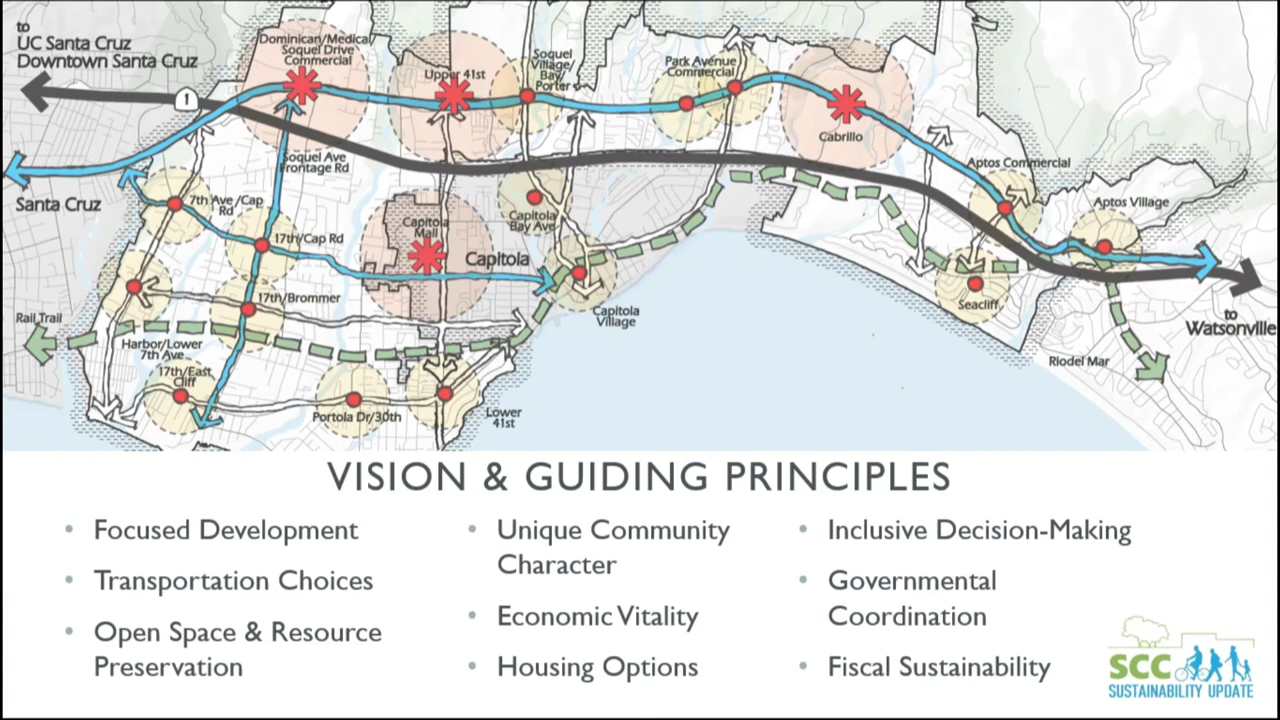 to
UC Santa Cruz
Downtown Santa Cruz
1
Dominican/Medical
Soquel Drive
Commercial
Upper 41st
Soquel
Village/
Bay/
Porter
Park Avenue
Commercial
Cabrillo
Aptos Commercial
Aptos Village
Soquel Ave
Frontage Rd
Santa Cruz
7th Ave/Cap
Rd
17th/Cap Rd
Capitola
Mall
Capitola
Bay Ave
Capitola
17th/Brommer
Capitola
Village
Seacliff
to
Watsonville
Rail Trail
Harbor/Lower
7th Ave
17th/East
Cliff
Portola Dr/30th
Lower
41st
Riodel Mar
VISION & GUIDING PRINCIPLES
• Focused Development
• Transportation Choices
• Open Space & Resource
Preservation
• Unique Community
Character
• Economic Vitality
• Housing Options
• Inclusive Decision-Making
• Governmental
Coordination
• Fiscal Sustainability
SCC
SUSTAINABILITY UPDATE